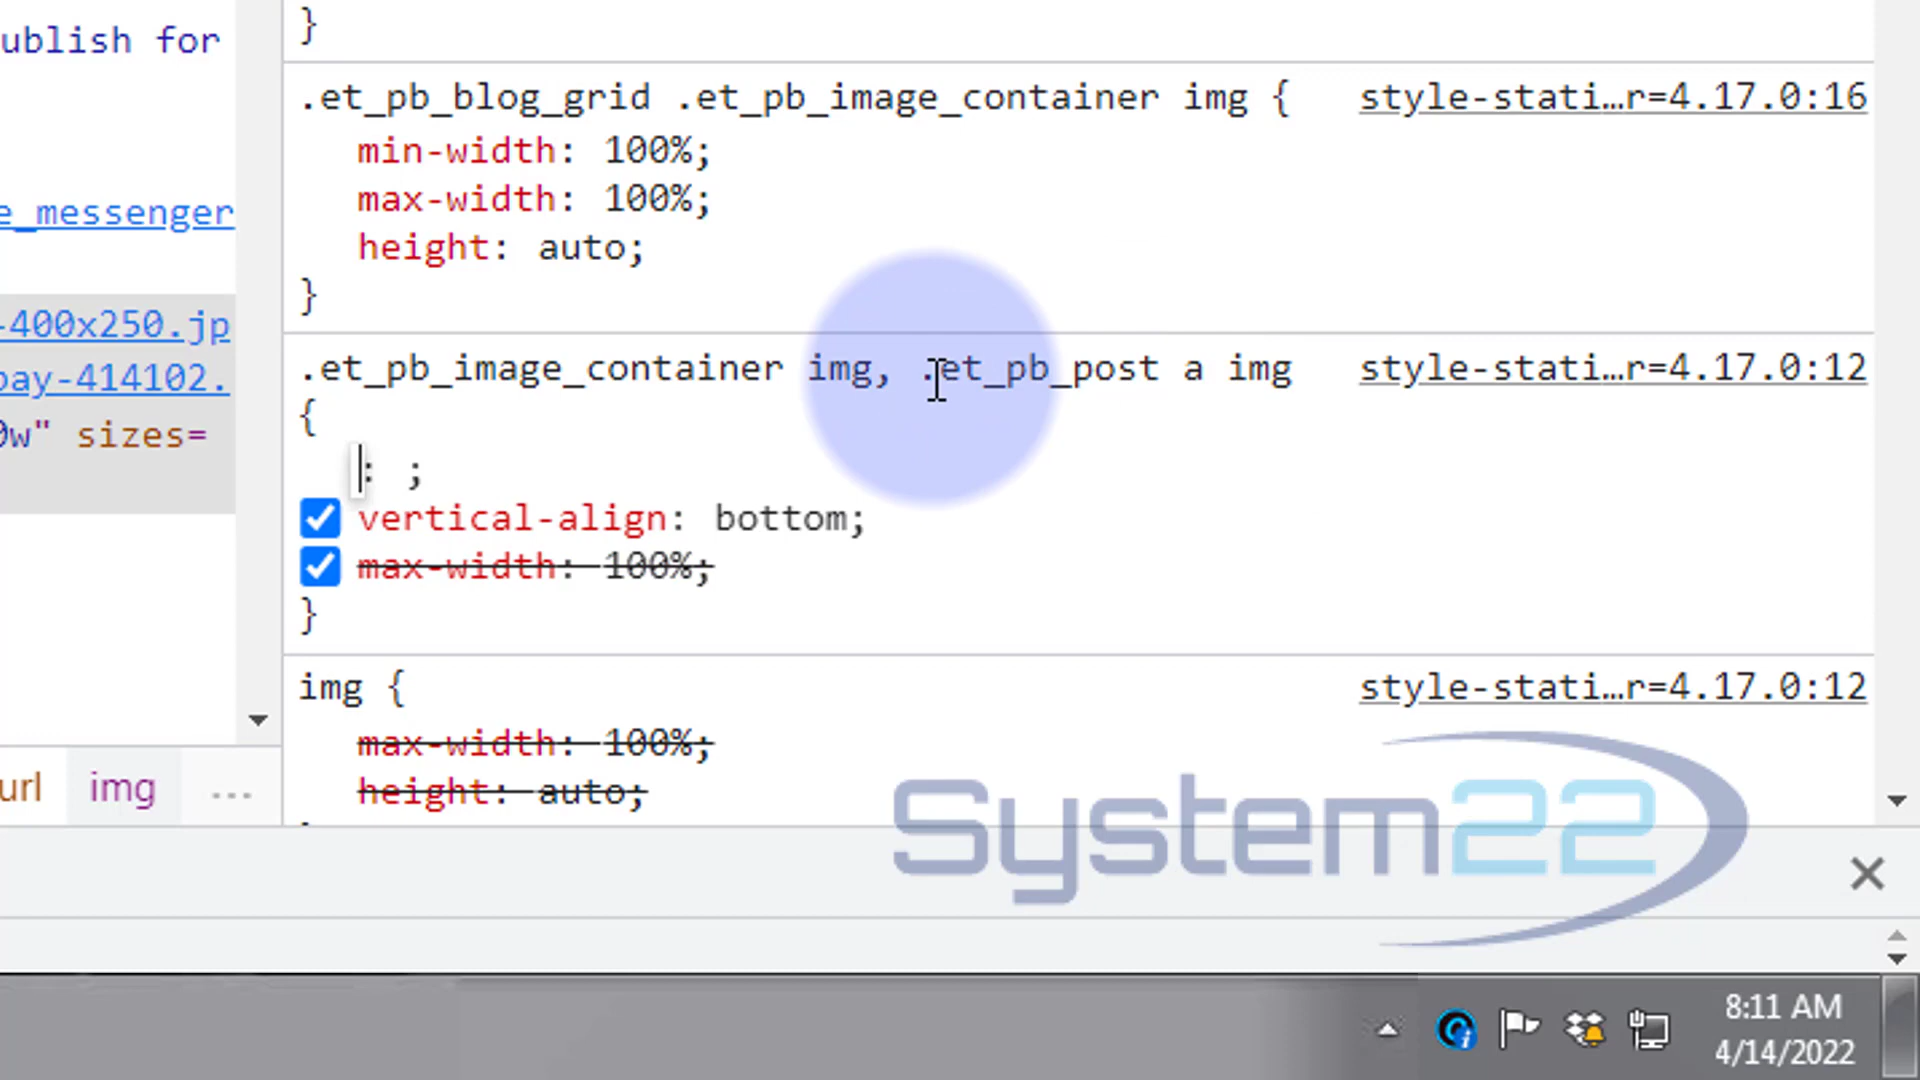 ublish for
}
.et_pb_blog_grid .et_pb_image_container img { style-stati…r=4.17.0:16
min-width: 100%;
max-width: 100%;
e_messenger
height: auto;
}
-400x250.jp
.et_pb_image_container img, .et_pb_post a img style-stati…r=4.17.0:12
{
bay-414102.
0w" sizes=
: ;
vertical-align: bottom;
max-width: 100%;
}
img { style-stati…r=4.17.0:12
max-width: 100%;
height: auto;
url img ...
System22
8:11 AM
4/14/2022